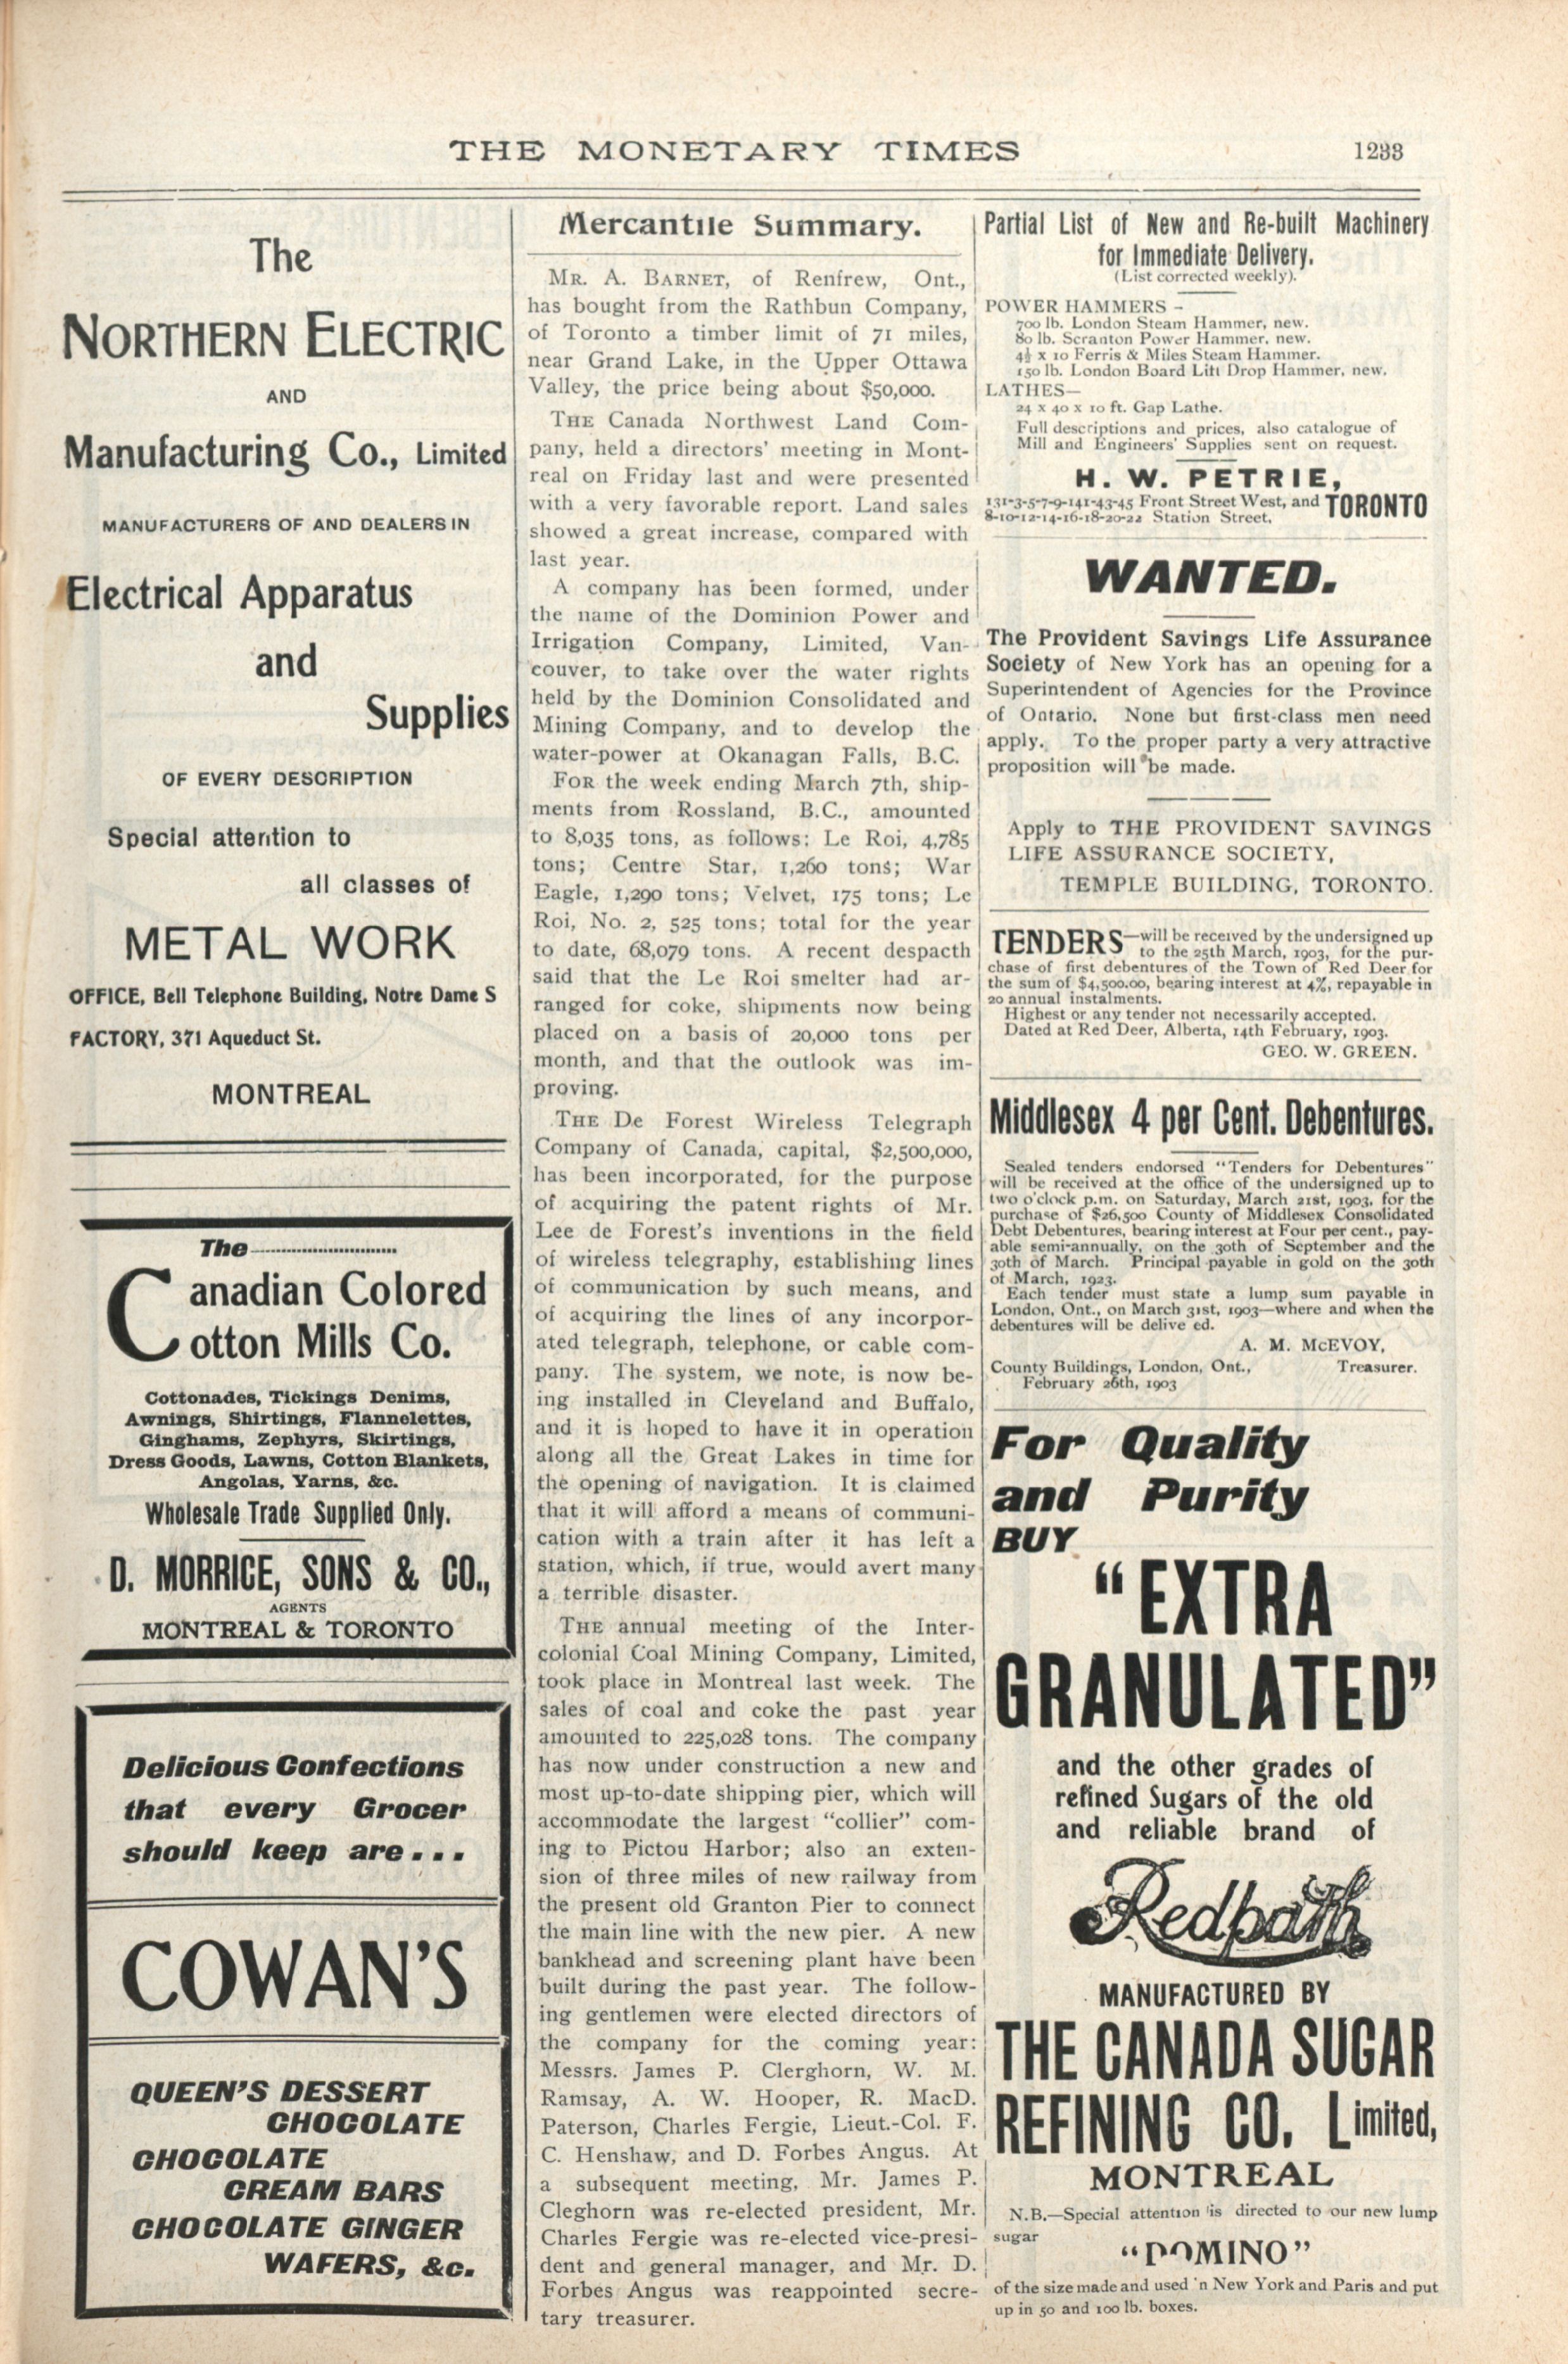 THE MONETARY TIMES 1233
The
NORTHERN ELECTRIC
AND
Manufacturing Co., Limited
MANUFACTURERS OF AND DEALERS IN
Electrical Apparatus
and
Supplies
OF EVERY DESCRIPTION
Special attention to
all classes of
METAL WORK
OFFICE, Bell Telephone Building, Notre Dame S
FACTORY, 371 Aqueduct St.
MONTREAL
The
Canadian Colored
Cotton Mills Co.
Cottonades, Tickings Denims,
Awnings, Shirtings, Flannelettes,
Ginghams, Zephyrs, Skirtings,
Dress Goods, Lawns, Cotton Blankets,
Angolas, Yarns, &c.
Wholesale Trade Supplied Only.
D. MORRICE, SONS & CO.,
AGENTS
MONTREAL & TORONTO
Delicious Confections
that every Grocer
should keep are...
COWAN'S
QUEEN'S DESSERT
CHOCOLATE
CHOCOLATE
CREAM BARS
CHOCOLATE GINGER
WAFERS, &c.
Mercantile Summary.
MR. A. BARNET, of Renfrew, Ont.,
has bought from the Rathbun Company,
of Toronto a timber limit of 71 miles,
near Grand Lake, in the Upper Ottawa
Valley, the price being about $50,000.
THE Canada Northwest Land Com-
pany, held a directors' meeting in Mont-
real on Friday last and were presented
with a very favorable report. Land sales
showed a great increase, compared with
last year.
A company has been formed, under
the name of the Dominion Power and
Irrigation Company, Limited, Van-
couver, to take over the water rights
held by the Dominion Consolidated and
Mining Company, and to develop the
water-power at Okanagan Falls, B.C.
FOR the week ending March 7th, ship-
ments from Rossland, B.C., amounted
to 8,035 tons, as follows: Le Roi, 4,785
tons; Centre Star, 1,260 tons; War
Eagle, 1,290 tons; Velvet, 175 tons; Le
Roi, No. 2, 525 tons; total for the year
to date, 68,079 tons. A recent despacth
said that the Le Roi smelter had ar-
ranged for coke, shipments now being
placed on a basis of 20,000 tons per
month, and that the outlook was im-
proving.
THE De Forest Wireless Telegraph
Company of Canada, capital, $2,500,000,
has been incorporated, for the purpose
of acquiring the patent rights of Mr.
Lee de Forest's inventions in the field
of wireless telegraphy, establishing lines
of communication by such means, and
of acquiring the lines of any incorpor-
ated telegraph, telephone, or cable com-
pany. The system, we note, is now be-
ing installed in Cleveland and Buffalo,
and it is hoped to have it in operation
along all the Great Lakes in time for
the opening of navigation. It is claimed
that it will afford a means of communi-
cation with a train after it has left a
station, which, if true, would avert many
a terrible disaster.
THE annual meeting of the Inter-
colonial Coal Mining Company, Limited,
took place in Montreal last week. The
sales of coal and coke the past year
amounted to 225,028 tons. The company
has now under construction a new and
most up-to-date shipping pier, which will
accommodate the largest "collier" com-
ing to Pictou Harbor; also an exten-
sion of three miles of new railway from
the present old Granton Pier to connect
the main line with the new pier. A new
bankhead and screening plant have been
built during the past year. The follow-
ing gentlemen were elected directors of
the company for the coming year:
Messrs. James P. Clerghorn, W. M.
Ramsay, A. W. Hooper, R. MacD.
Paterson, Charles Fergie, Lieut.-Col. F.
C. Henshaw, and D. Forbes Angus. At
a subsequent meeting, Mr. James P.
Cleghorn was re-elected president, Mr.
Charles Fergie was re-elected vice-presi-
dent and general manager, and Mr. D.
Forbes Angus was reappointed secre-
tary treasurer.
Partial List of New and Re-built Machinery
for Immediate Delivery.
(List corrected weekly).
POWER HAMMERS –
700 lb. London Steam Hammer, new.
80 lb. Scranton Power Hammer, new.
4½ x 10 Ferris & Miles Steam Hammer.
150 lb. London Board Lift Drop Hammer, new.
LATHES—
24 x 40 x 10 ft. Gap Lathe.
Full descriptions and prices, also catalogue of
Mill and Engineers' Supplies sent on request.
H. W. PETRIE,
131-3-5-7-9-141-43-45 Front Street West, and TORONTO
8-10-12-14-16-18-20-22 Station Street,
WANTED.
The Provident Savings Life Assurance
Society of New York has an opening for a
Superintendent of Agencies for the Province
of Ontario. None but first-class men need
apply. To the proper party a very attractive
proposition will be made.
Apply to THE PROVIDENT SAVINGS
LIFE ASSURANCE SOCIETY,
TEMPLE BUILDING, TORONTO.
TENDERS—will be received by the undersigned up
to the 25th March, 1903, for the pur-
chase of first debentures of the Town of Red Deer for
the sum of $4,500.00, bearing interest at 4%, repayable in
20 annual instalments.
Highest or any tender not necessarily accepted.
Dated at Red Deer, Alberta, 14th February, 1903.
GEO. W. GREEN.
Middlesex 4 per Cent. Debentures.
Sealed tenders endorsed "Tenders for Debentures"
will be received at the office of the undersigned up to
two o'clock p.m. on Saturday, March 21st, 1903, for the
purchase of $26,500 County of Middlesex Consolidated
Debt Debentures, bearing interest at Four per cent., pay-
able semi-annually, on the 30th of September and the
30th of March. Principal payable in gold on the 30th
of March, 1923.
Each tender must state a lump sum payable in
London, Ont., on March 31st, 1903—where and when the
debentures will be delive ed.
A. M. McEVOY,
County Buildings, London, Ont., Treasurer.
February 26th, 1903
For Quality
and Purity
BUY
"EXTRA
GRANULATED"
and the other grades of
refined Sugars of the old
and reliable brand of
Redpath
MANUFACTURED BY
THE CANADA SUGAR
REFINING CO. Limited,
MONTREAL
N.B.—Special attention is directed to our new lump
sugar
"DOMINO"
of the size made and used 'n New York and Paris and put
up in 50 and 100 lb. boxes.